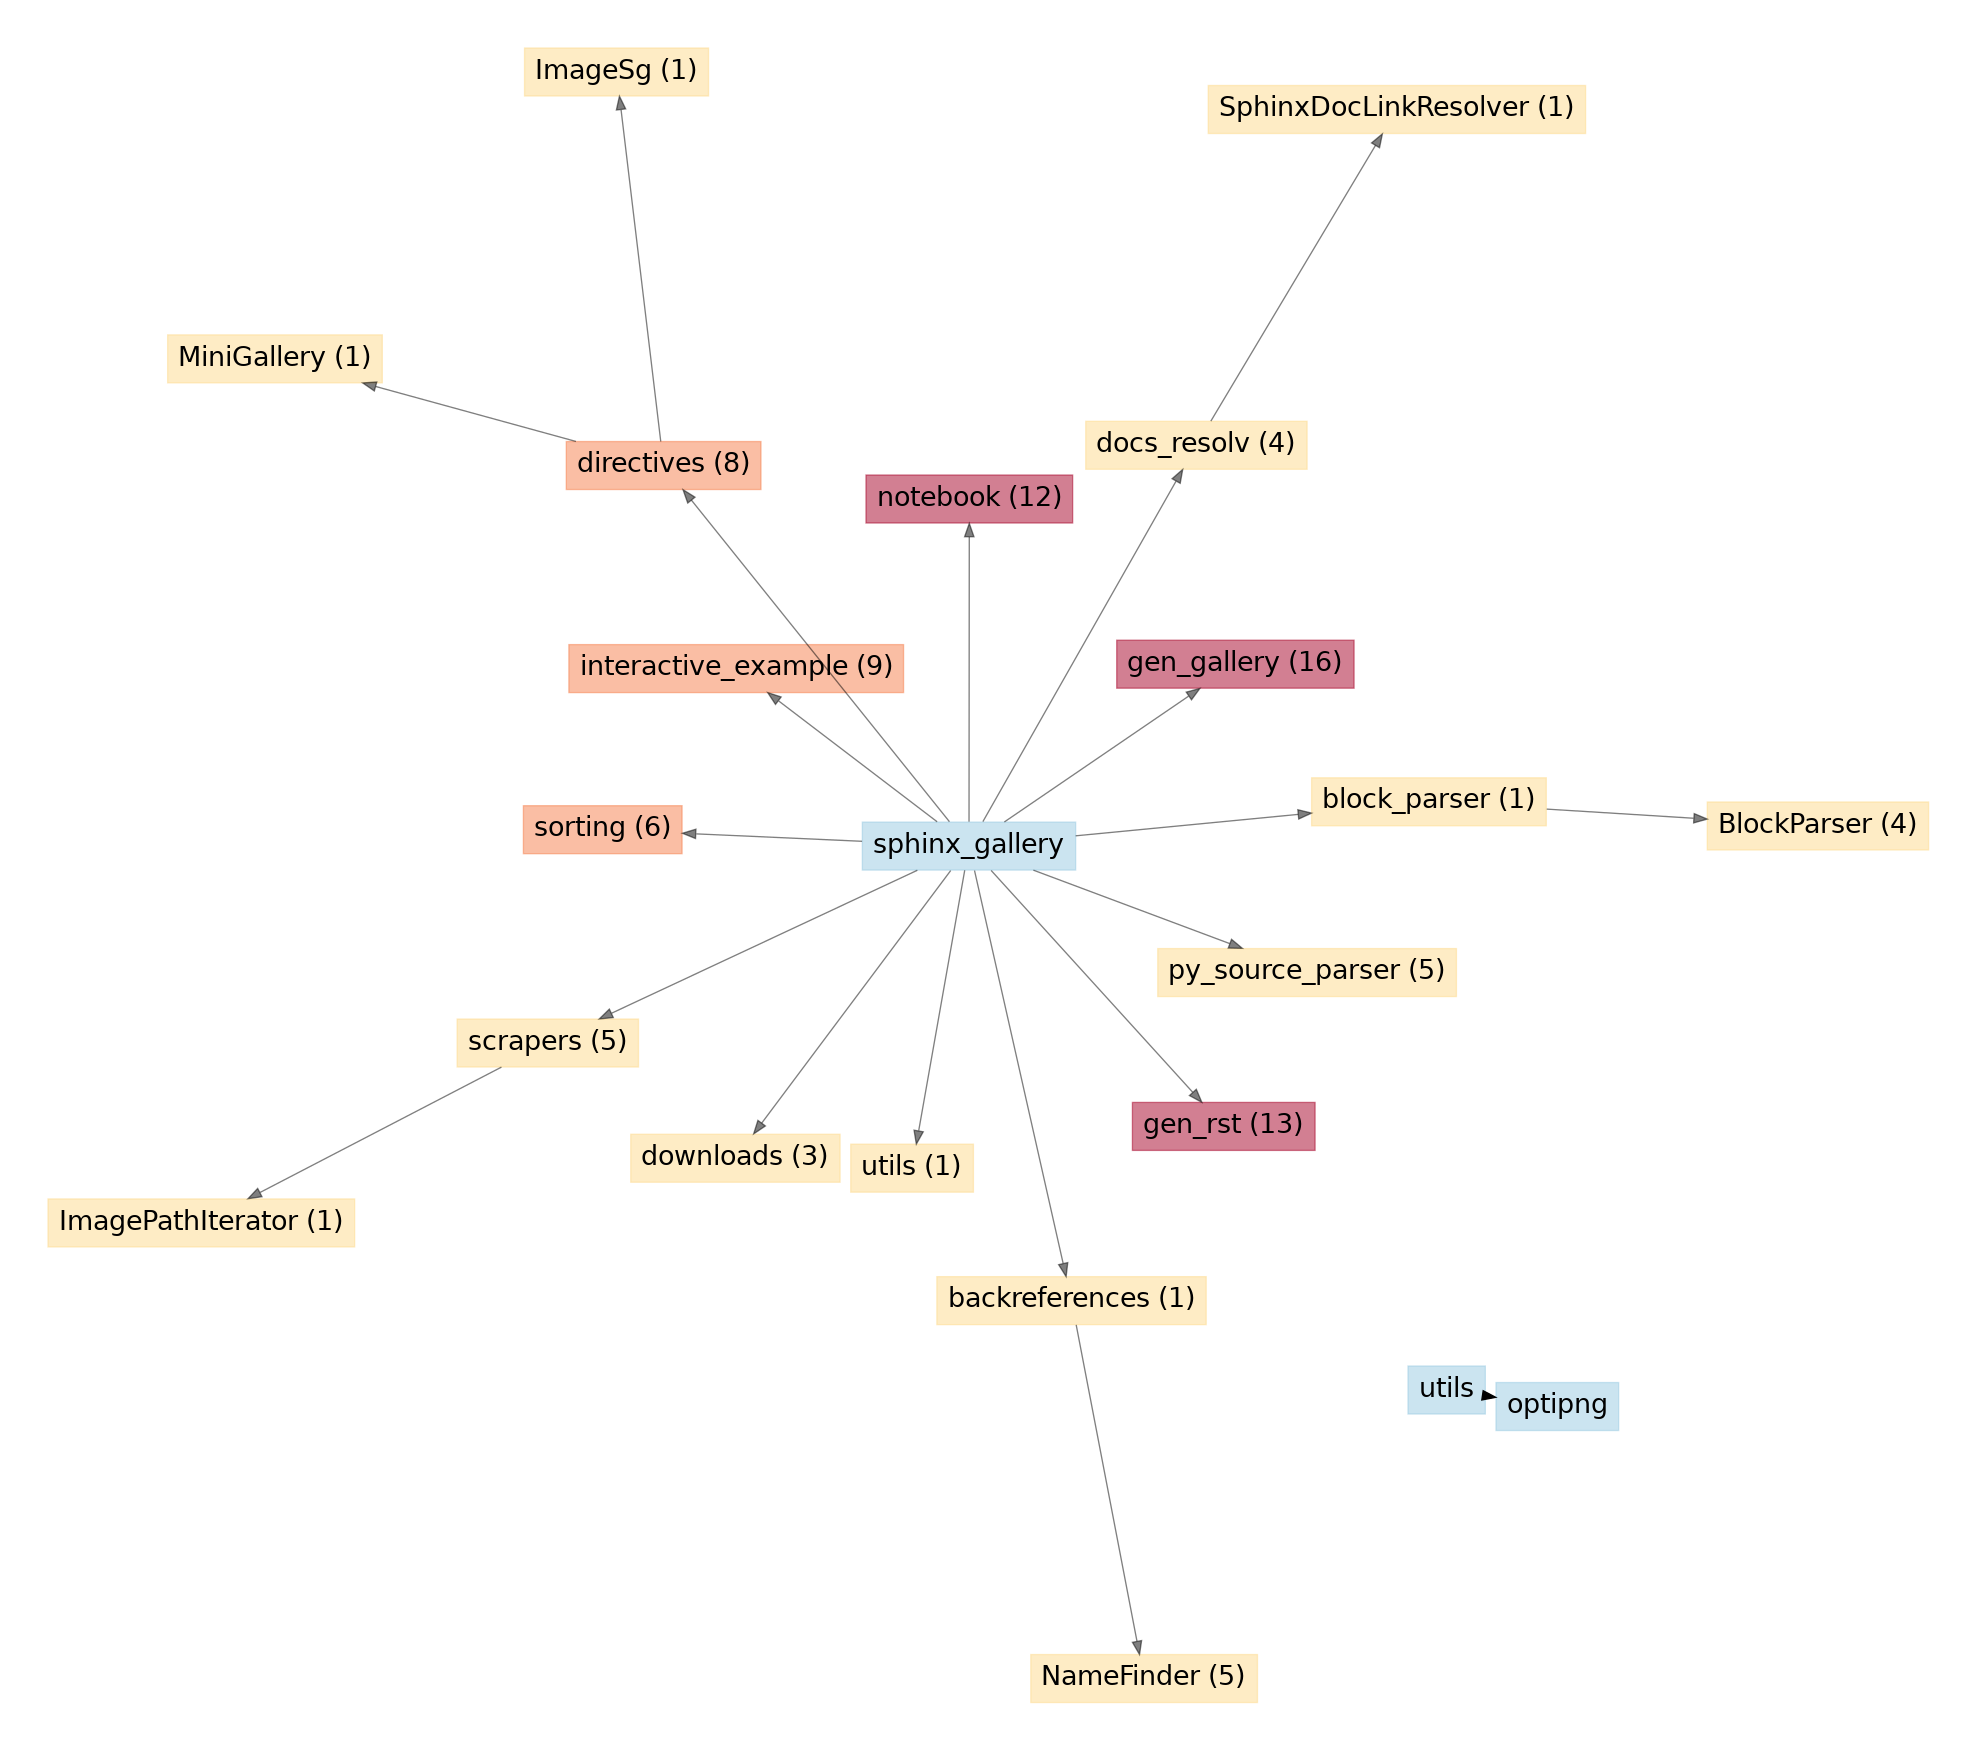 ImageSg (1)
SphinxDocLinkResolver (1)
MiniGallery (1)
docs_resolv (4)
directives (8)
notebook (12)
gen_gallery (16)
interactive_example (9)
block_parser (1)
BlockParser (4)
sorting (6)
sphinx_gallery
py_source_parser (5)
scrapers (5)
gen_rst (13)
downloads (3)
utils (1)
ImagePathIterator (1)
backreferences (1)
utils
optipng
NameFinder (5)